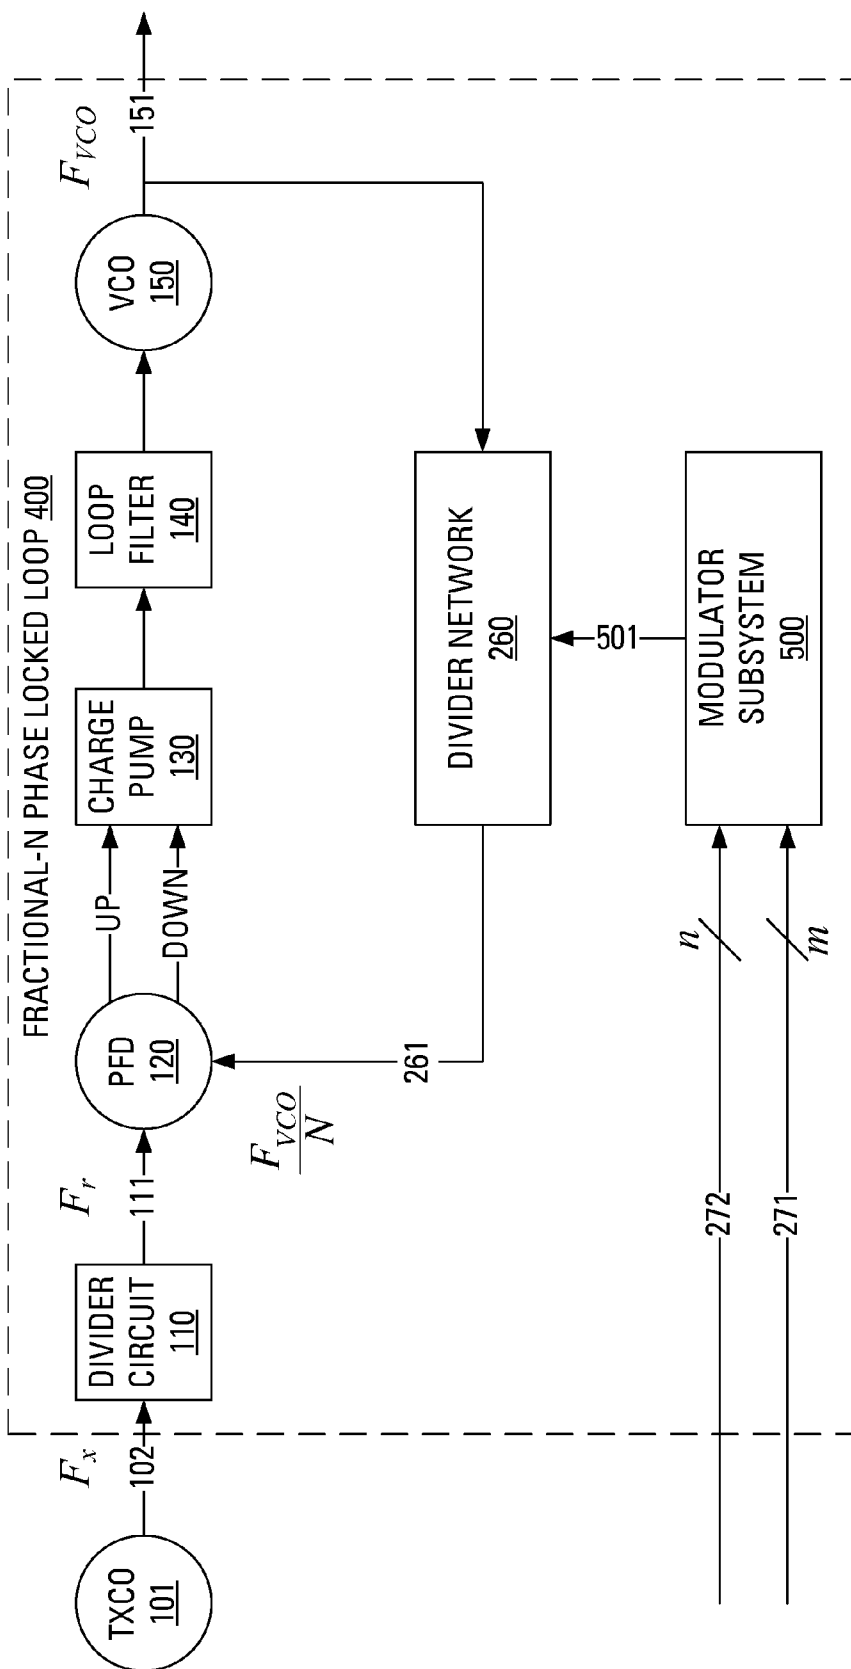 FRACTIONAL-N PHASE LOCKED LOOP 400
TXCO
101
F_x
102
DIVIDER
CIRCUIT
110
F_r
111
PFD
120
UP
DOWN
CHARGE
PUMP
130
LOOP
FILTER
140
VCO
150
F_VCO
151
F_VCO
N
261
DIVIDER NETWORK
260
501
MODULATOR
SUBSYSTEM
500
272
n
271
m